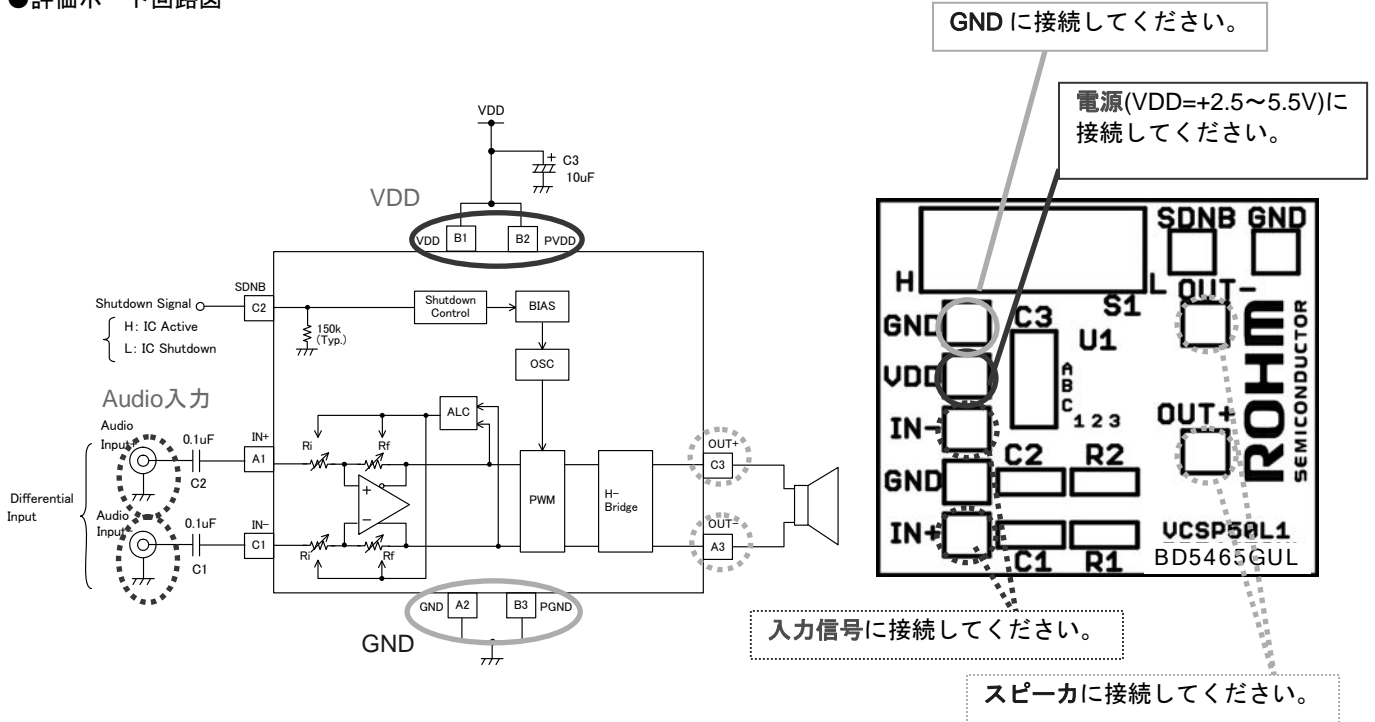 ●評価ボード回路図
GND に接続してください。
電源(VDD=+2.5～5.5V)に
接続してください。
VDD
+
C3
10uF
VDD
VDD
B1
B2
PVDD
SDNB
Shutdown Signal
C2
H: IC Active
L: IC Shutdown
150k
(Typ.)
Shutdown
Control
BIAS
OSC
Audio入力
Audio
Input+
0.1uF
IN+
A1
C2
Ri
Rf
ALC
+
−
Differential
Input
Audio
Input-
0.1uF
IN-
C1
C1
Ri
Rf
PWM
H-
Bridge
OUT+
C3
OUT-
A3
GND
A2
B3
PGND
GND
SDNB GND
H
L
OUT-
S1
GND
C3
U1
VDD
A
B
C
1 2 3
IN-
OUT+
C2
R2
GND
IN+
C1
R1
VCSP50L1
BD5465GUL
ROHM
SEMICONDUCTOR
入力信号に接続してください。
スピーカに接続してください。